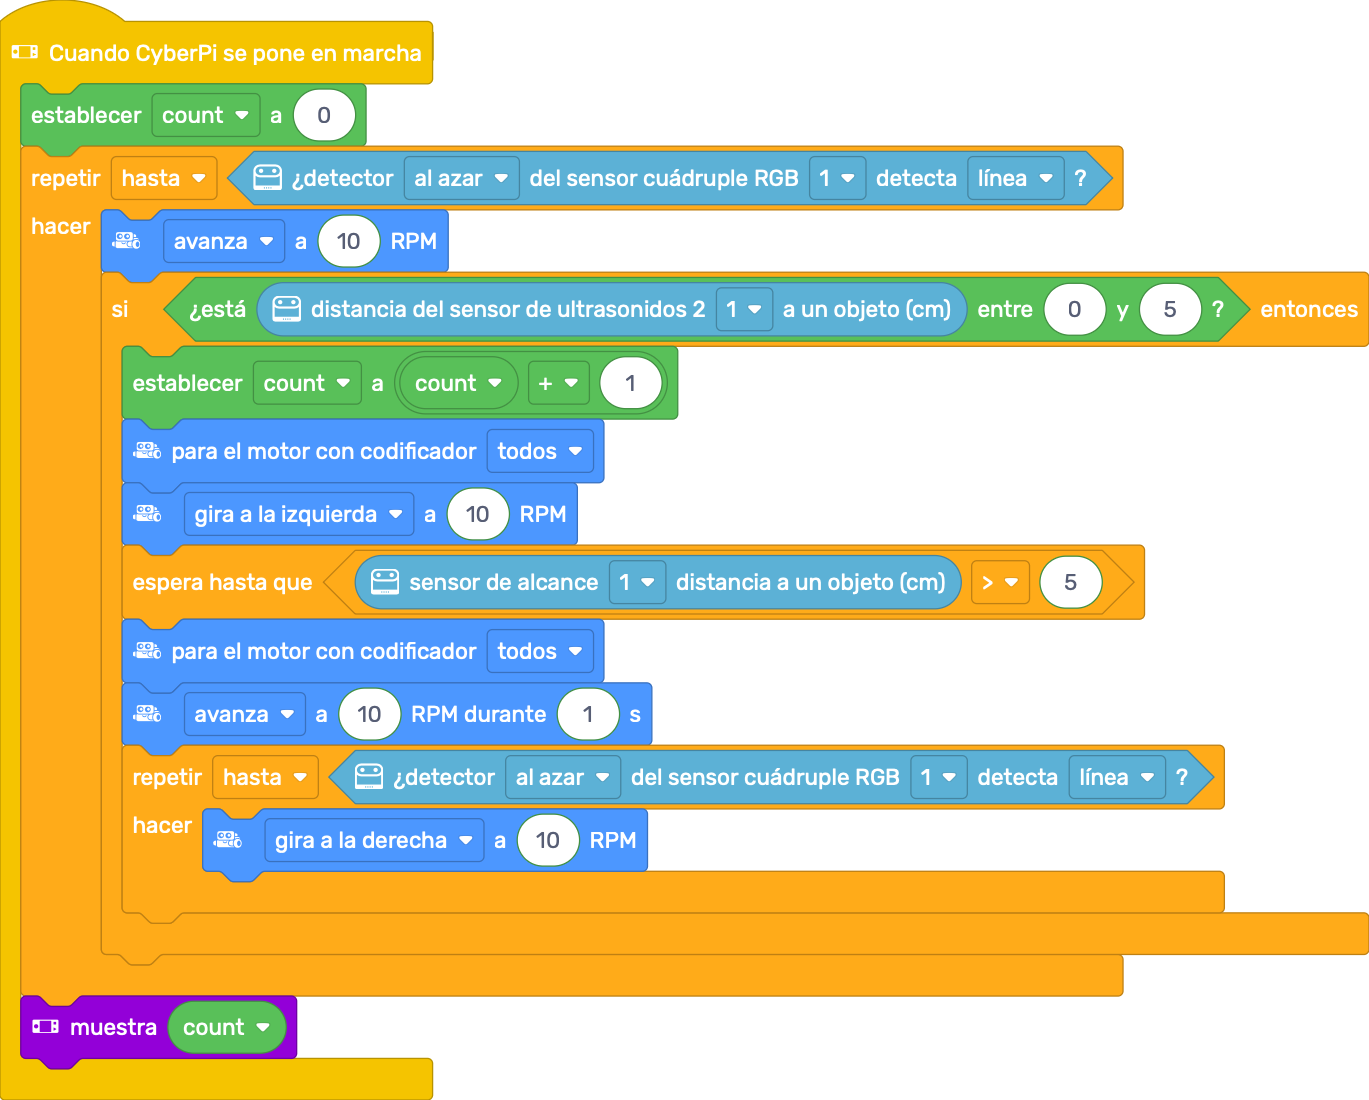 Cuando CyberPi se pone en marcha
establecer count a 0
repetir hasta ¿detector al azar del sensor cuádruple RGB 1 detecta línea ?
hacer
avanza a 10 RPM
si ¿está distancia del sensor de ultrasonidos 2 1 a un objeto (cm) entre 0 y 5 ? entonces
establecer count a count + 1
para el motor con codificador todos
gira a la izquierda a 10 RPM
espera hasta que sensor de alcance 1 distancia a un objeto (cm) > 5
para el motor con codificador todos
avanza a 10 RPM durante 1 s
repetir hasta ¿detector al azar del sensor cuádruple RGB 1 detecta línea ?
hacer
gira a la derecha a 10 RPM
muestra count